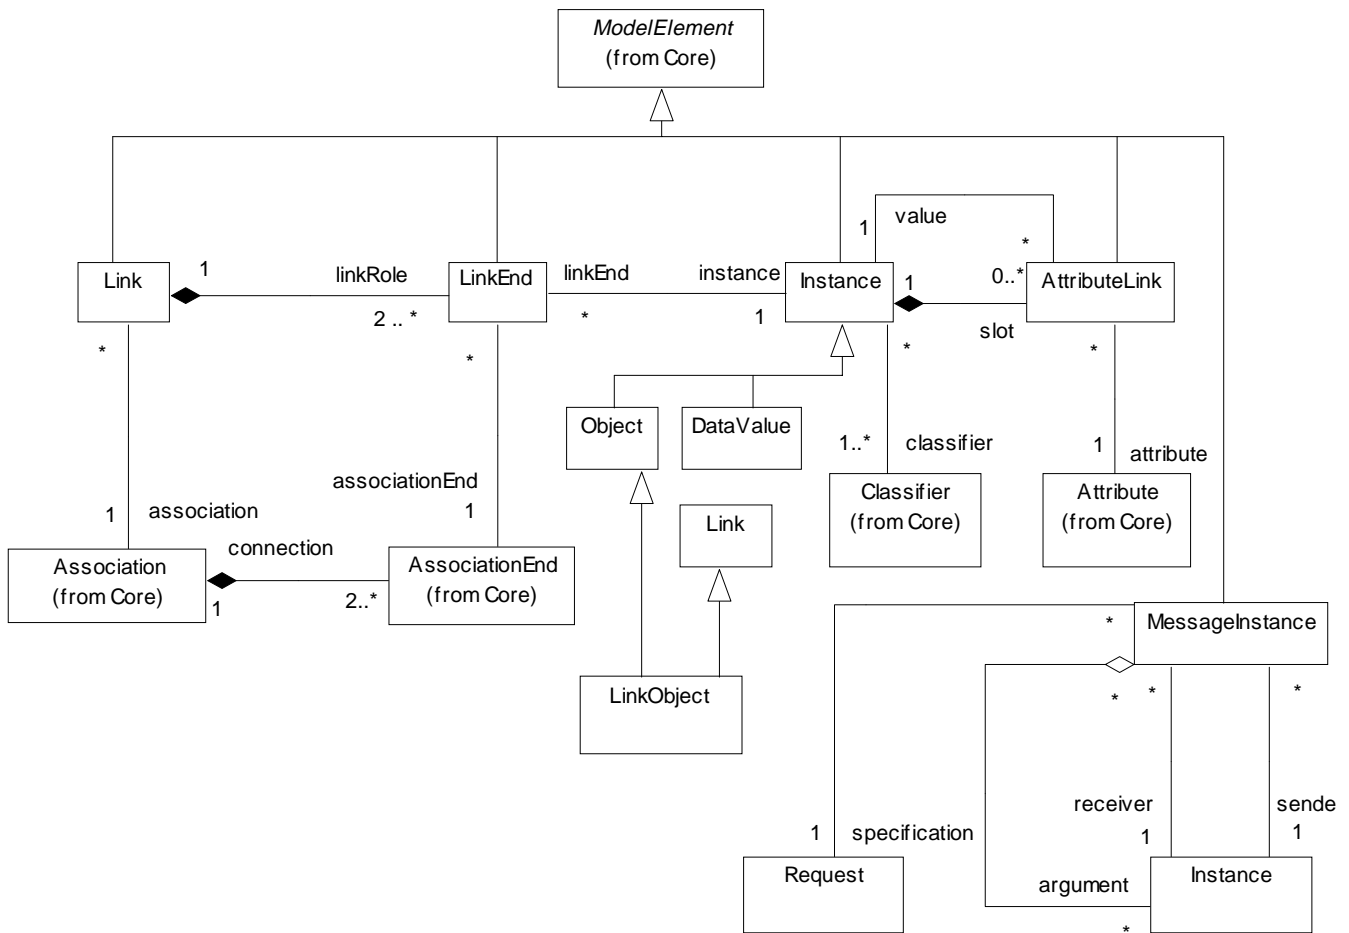 ModelElement
(from Core)
value
1
*
Link
1
linkRole
2 .. *
LinkEnd
linkEnd
*
instance
1
Instance
1
0..*
slot
AttributeLink
*
*
*
*
Object
DataValue
1..*
classifier
1
attribute
associationEnd
1
1
association
Classifier
(from Core)
Attribute
(from Core)
Link
connection
Association
(from Core)
1
2..*
AssociationEnd
(from Core)
*
MessageInstance
LinkObject
*
*
*
receiver
sende
1
specification
1
1
Request
argument
Instance
*